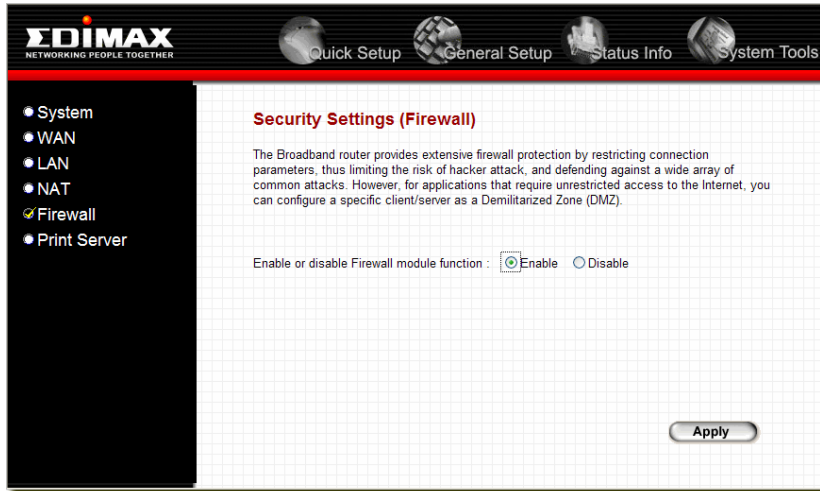 EDIMAX
NETWORKING PEOPLE TOGETHER
Quick Setup
General Setup
Status Info
System Tools
System
WAN
LAN
NAT
Firewall
Print Server
Security Settings (Firewall)
The Broadband router provides extensive firewall protection by restricting connection
parameters, thus limiting the risk of hacker attack, and defending against a wide array of
common attacks. However, for applications that require unrestricted access to the Internet, you
can configure a specific client/server as a Demilitarized Zone (DMZ).
Enable or disable Firewall module function : Enable Disable
Apply